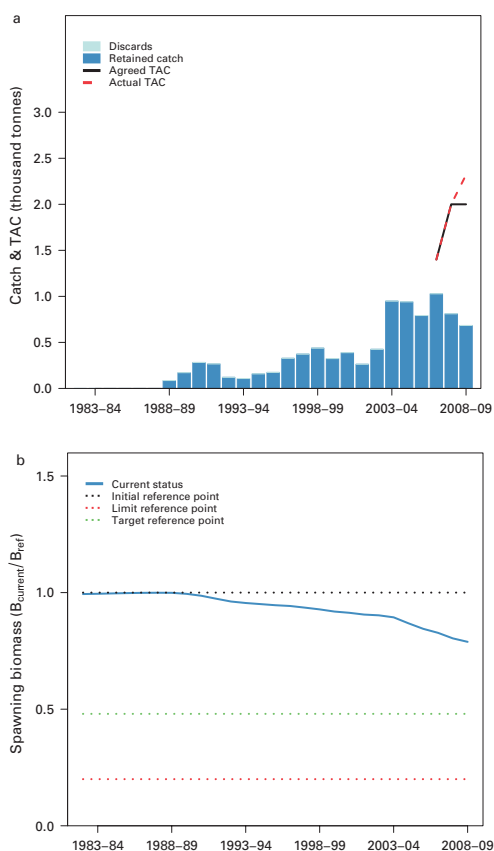 a
Discards
Retained catch
Agreed TAC
Actual TAC
Catch & TAC (thousand tonnes)
3.0
2.5
2.0
1.5
1.0
0.5
0.0
1983–84 1988–89 1993–94 1998–99 2003–04 2008–09
b
Current status
Initial reference point
Limit reference point
Target reference point
Spawning biomass (Bcurrent/Bref)
1.5
1.0
0.5
0.0
1983–84 1988–89 1993–94 1998–99 2003–04 2008–09